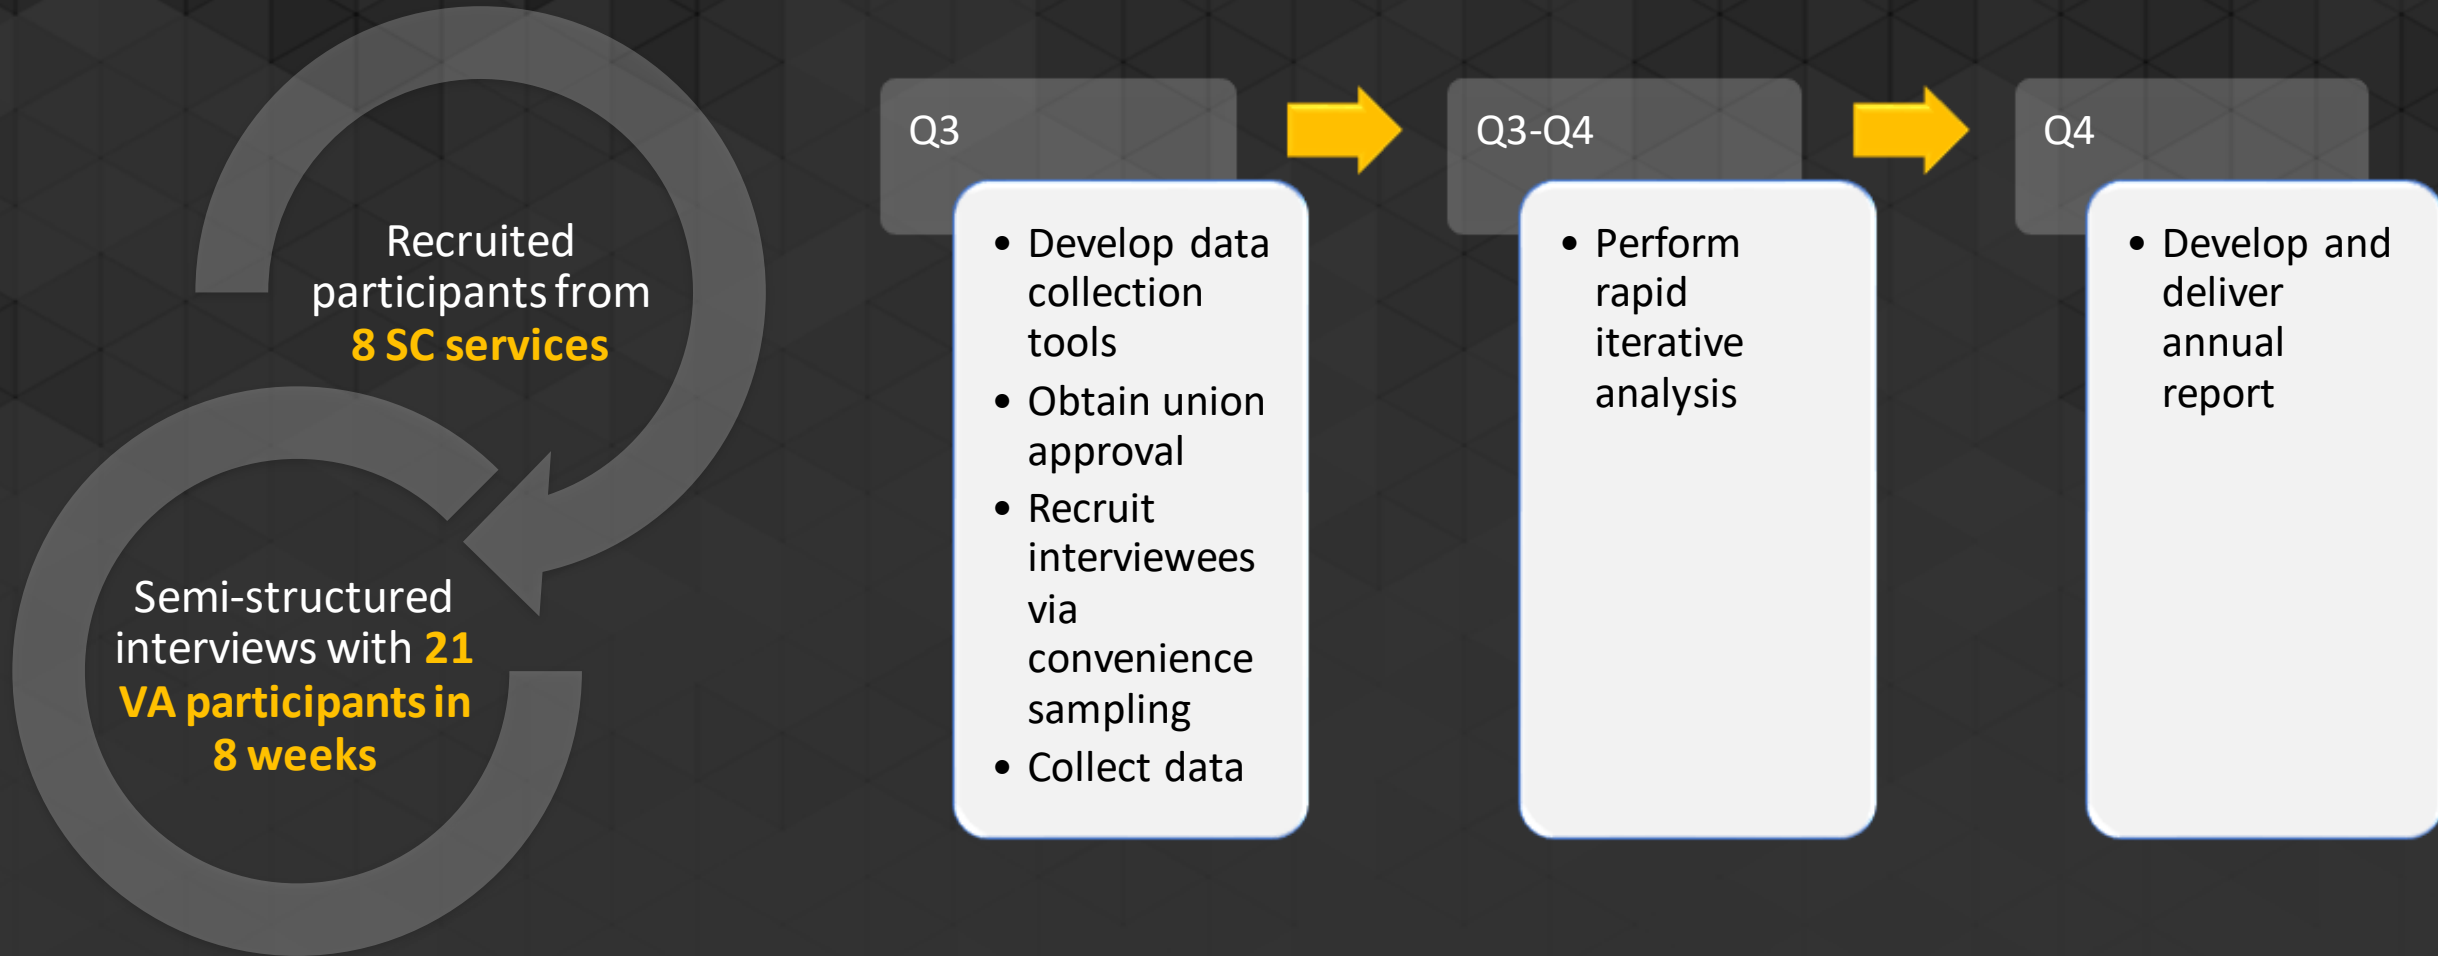 Recruited
participants from
8 SC services
Semi-structured
interviews with 21
VA participants in
8 weeks
Q3
• Develop data
collection
tools
• Obtain union
approval
• Recruit
interviewees
via
convenience
sampling
• Collect data
Q3-Q4
• Perform
rapid
iterative
analysis
Q4
• Develop and
deliver
annual
report